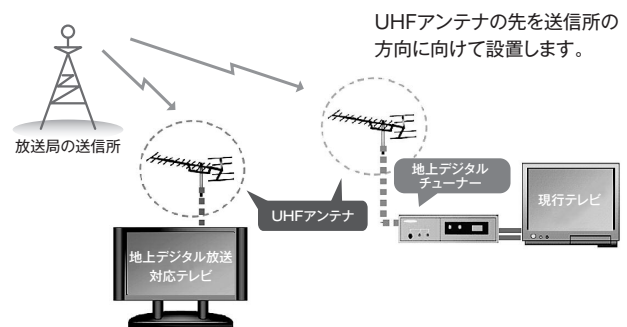 UHFアンテナの先を送信所の
方向に向けて設置します。
放送局の送信所
地上デジタル
チューナー
現行テレビ
UHFアンテナ
地上デジタル放送
対応テレビ